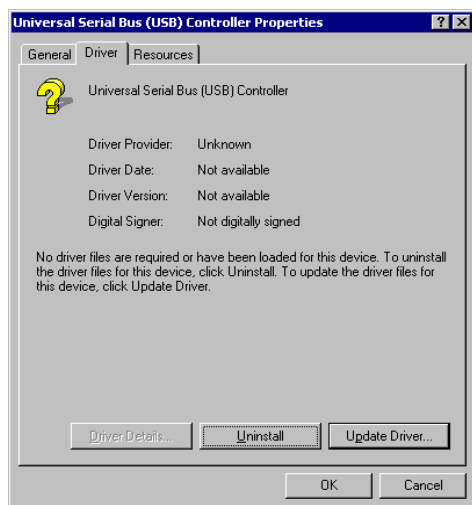 Universal Serial Bus (USB) Controller Properties
General Driver Resources
Universal Serial Bus (USB) Controller
Driver Provider: Unknown
Driver Date: Not available
Driver Version: Not available
Digital Signer: Not digitally signed
No driver files are required or have been loaded for this device. To uninstall
the driver files for this device, click Uninstall. To update the driver files for
this device, click Update Driver.
Driver Details... Uninstall Update Driver...
OK Cancel